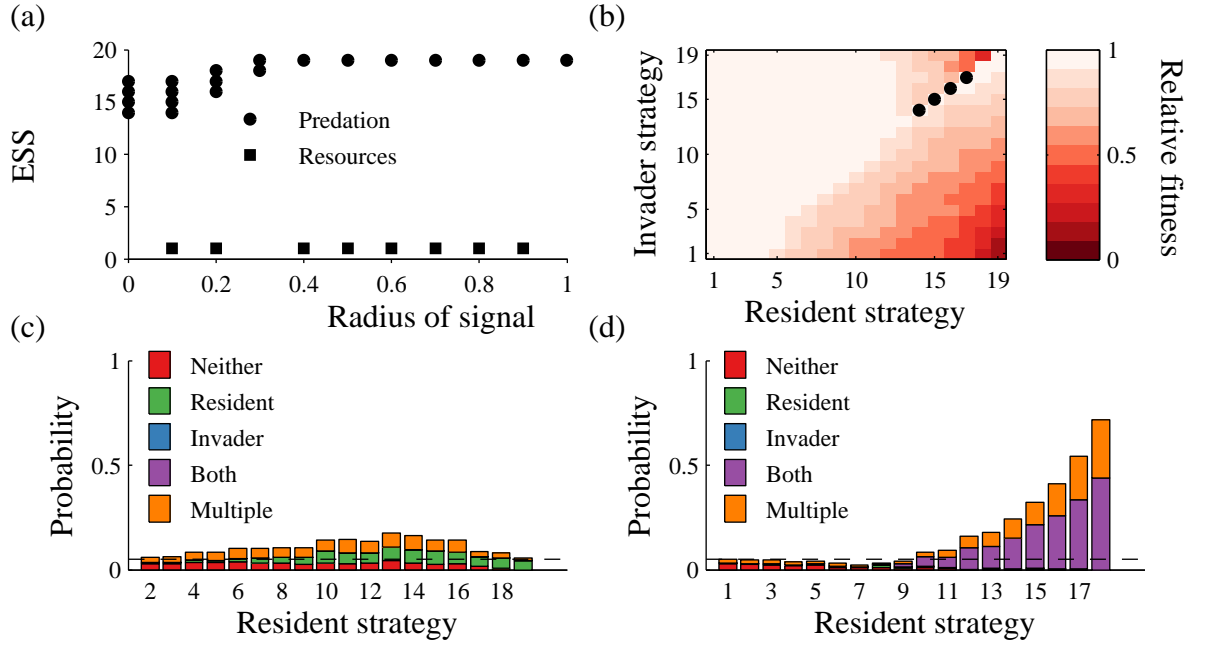 (a)
ESS
20
15
10
5
0
Predation
Resources
0 0.2 0.4 0.6 0.8 1
Radius of signal
(b)
Invader strategy
19
15
10
5
1
1 5 10 15 19
Resident strategy
1
0.5
0
Relative fitness
(c)
Probability
1
0.5
0
Neither
Resident
Invader
Both
Multiple
2 4 6 8 10 12 14 16 18
Resident strategy
(d)
Probability
1
0.5
0
Neither
Resident
Invader
Both
Multiple
1 3 5 7 9 11 13 15 17
Resident strategy